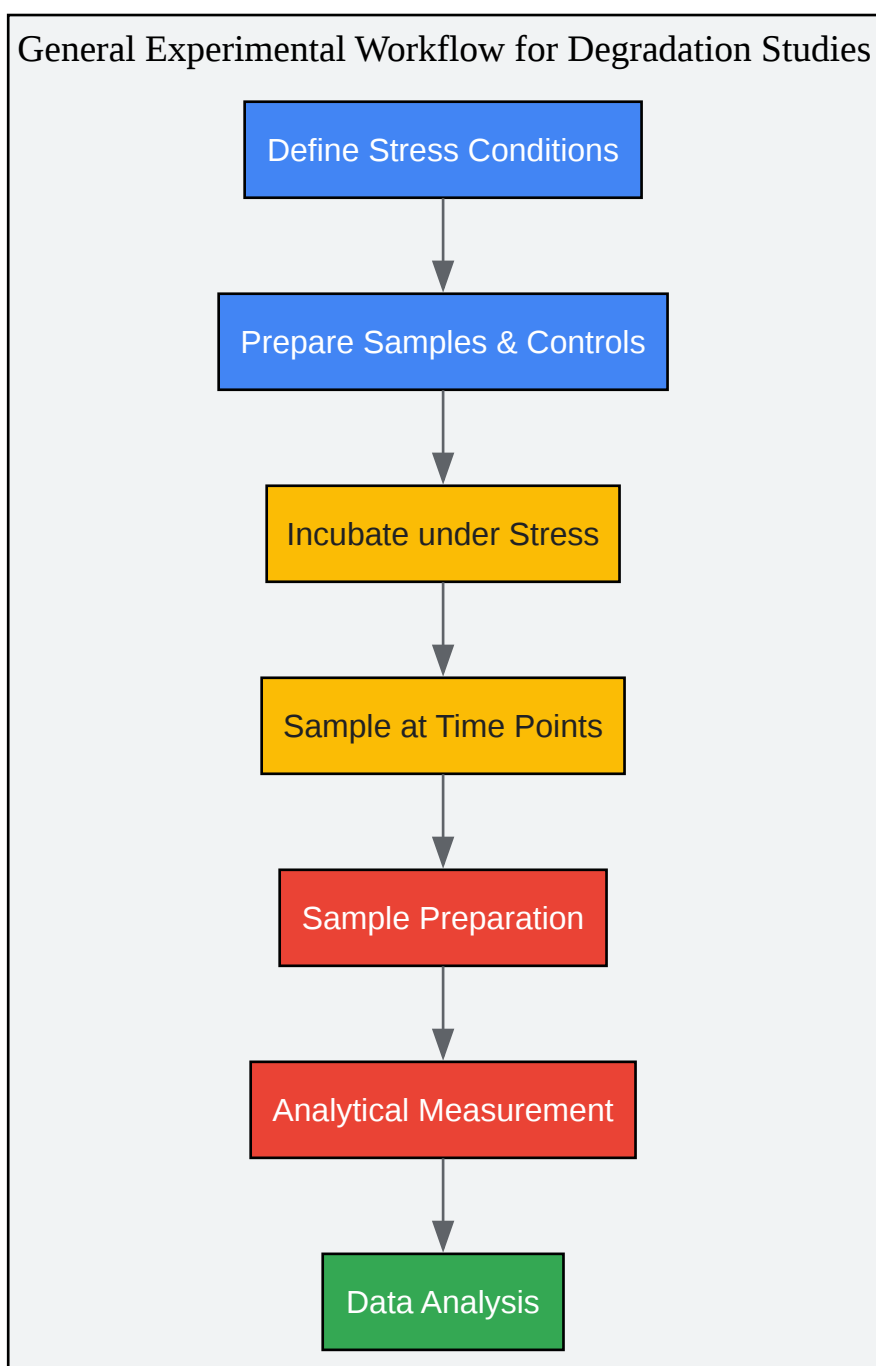 General Experimental Workflow for Degradation Studies
Define Stress Conditions
Prepare Samples & Controls
Incubate under Stress
Sample at Time Points
Sample Preparation
Analytical Measurement
Data Analysis